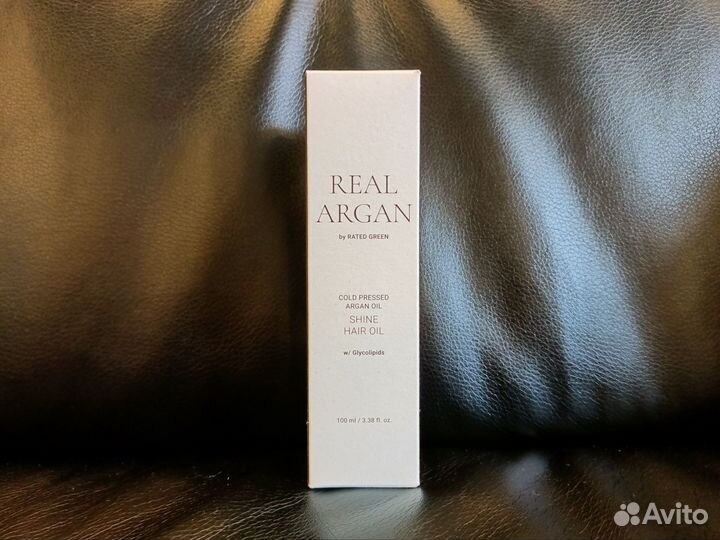 REAL
ARGAN
by RATED GREEN
COLD PRESSED
ARGAN OIL
SHINE
HAIR OIL
w/ Glycolipids
100 ml / 3.38 fl. oz.
Avito